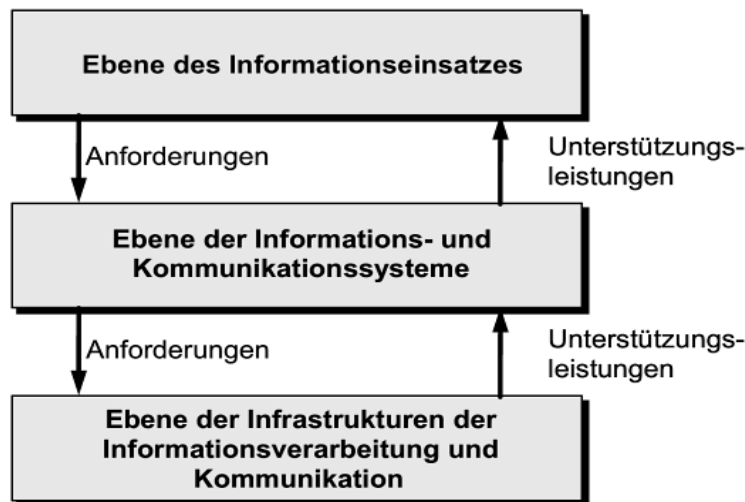 Ebene des Informationseinsatzes
Anforderungen
Unterstützungs-
leistungen
Ebene der Informations- und
Kommunikationssysteme
Anforderungen
Unterstützungs-
leistungen
Ebene der Infrastrukturen der
Informationsverarbeitung und
Kommunikation